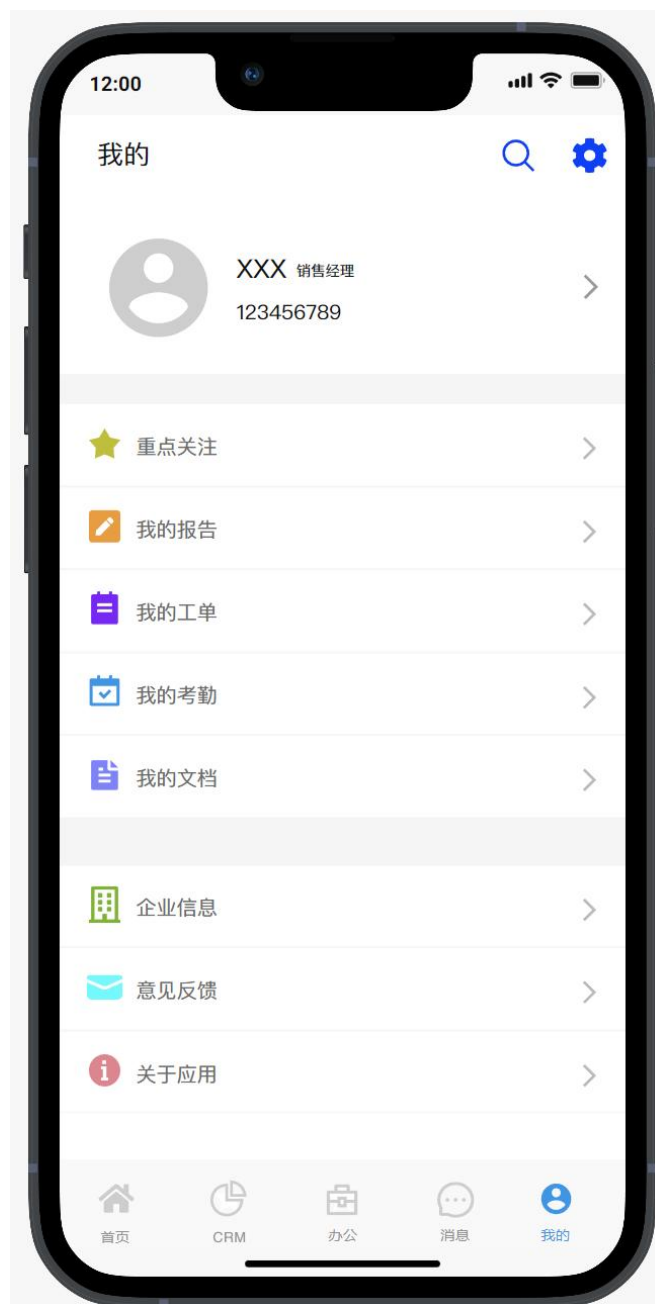 12:00
我的
XXX 销售经理
123456789
重点关注
我的报告
我的工单
我的考勤
我的文档
企业信息
意见反馈
关于应用
首页 CRM 办公 消息 我的